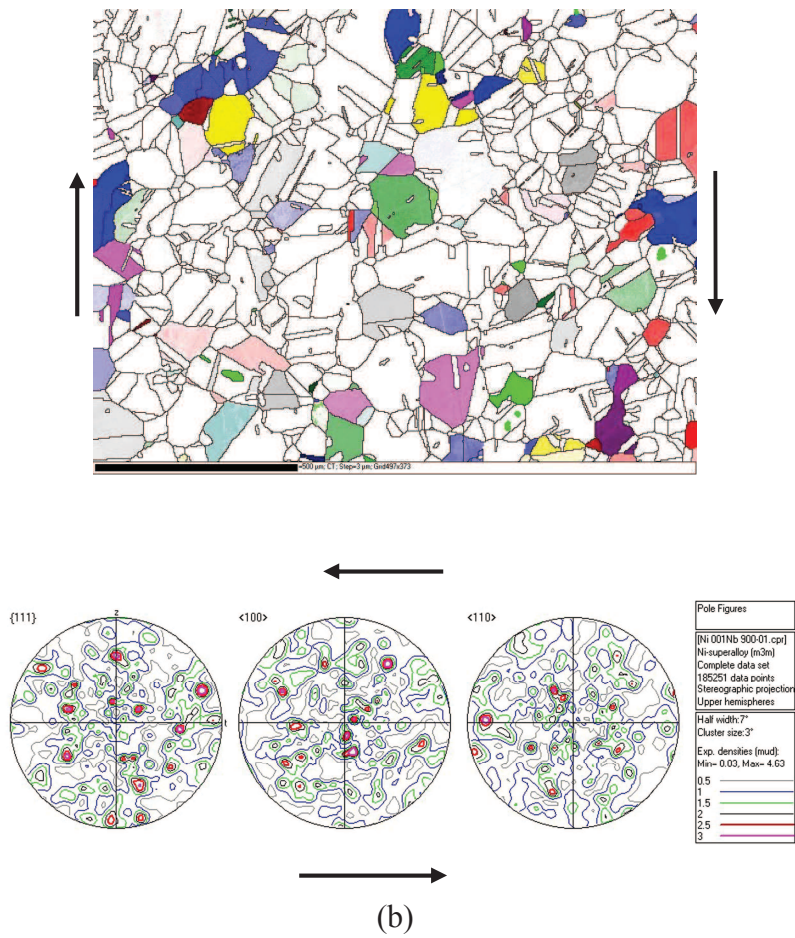 =500 µm; CT; Step=3 µm; Grid497x373
{111}
z
t
<100>
<110>
Pole Figures
[Ni 001Nb 900-01.cpr]
Ni-superalloy (m3m)
Complete data set
185251 data points
Stereographic projection
Upper hemispheres
Half width:7°
Cluster size:3°
Exp. densities (mud):
Min= 0.03, Max= 4.63
0.5
1
1.5
2
2.5
3
(b)